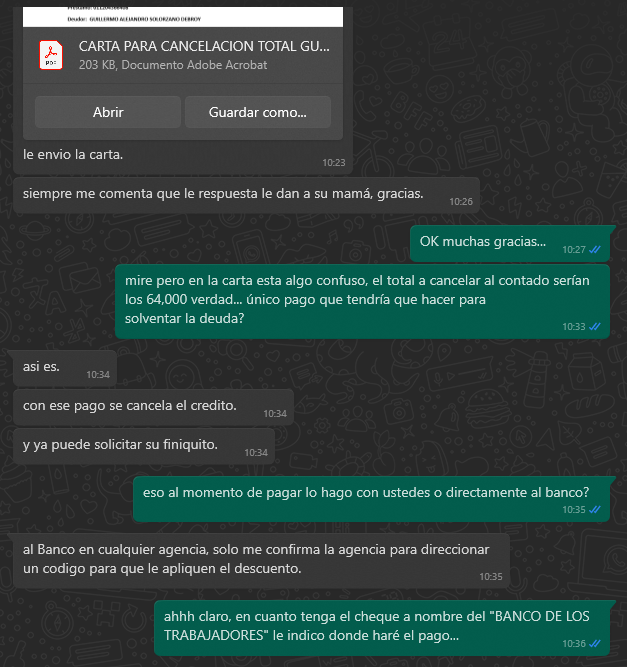 Deudor: GUILLERMO ALEJANDRO SOLORZANO DEBROY
CARTA PARA CANCELACION TOTAL GU...
PDF
203 KB, Documento Adobe Acrobat
Abrir
Guardar como...
le envio la carta.
10:23
siempre me comenta que le respuesta le dan a su mamá, gracias.
10:26
OK muchas gracias...
10:27
mire pero en la carta esta algo confuso, el total a cancelar al contado serían
los 64,000 verdad... único pago que tendría que hacer para
solventar la deuda?
10:33
asi es.
10:34
con ese pago se cancela el credito.
10:34
y ya puede solicitar su finiquito.
10:34
eso al momento de pagar lo hago con ustedes o directamente al banco?
10:35
al Banco en cualquier agencia, solo me confirma la agencia para direccionar
un codigo para que le apliquen el descuento.
10:35
ahhh claro, en cuanto tenga el cheque a nombre del "BANCO DE LOS
TRABAJADORES" le indico donde haré el pago...
10:36